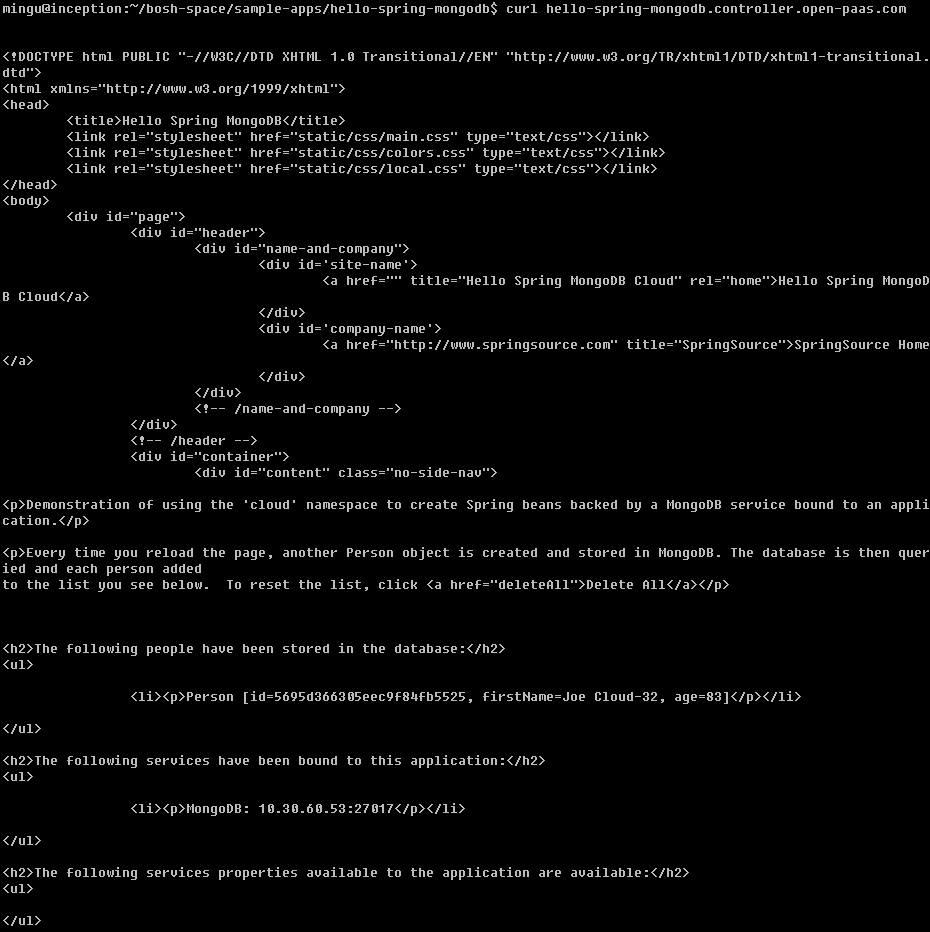 mingu@inception:~/bosh-space/sample-apps/hello-spring-mongodb$ curl hello-spring-mongodb.controller.open-paas.com
<!DOCTYPE html PUBLIC "-//W3C//DTD XHTML 1.0 Transitional//EN" "http://www.w3.org/TR/xhtml1/DTD/xhtml1-transitional.
dtd">
<html xmlns="http://www.w3.org/1999/xhtml">
<head>
        <title>Hello Spring MongoDB</title>
        <link rel="stylesheet" href="static/css/main.css" type="text/css"></link>
        <link rel="stylesheet" href="static/css/colors.css" type="text/css"></link>
        <link rel="stylesheet" href="static/css/local.css" type="text/css"></link>
</head>
<body>
        <div id="page">
                <div id="header">
                        <div id="name-and-company">
                                <div id='site-name'>
                                        <a href="" title="Hello Spring MongoDB Cloud" rel="home">Hello Spring MongoD
B Cloud</a>
                                </div>
                                <div id='company-name'>
                                        <a href="http://www.springsource.com" title="SpringSource">SpringSource Home
</a>
                                </div>
                        </div>
                        <!-- /name-and-company -->
                </div>
                <!-- /header -->
                <div id="container">
                        <div id="content" class="no-side-nav">
<p>Demonstration of using the 'cloud' namespace to create Spring beans backed by a MongoDB service bound to an appli
cation.</p>
<p>Every time you reload the page, another Person object is created and stored in MongoDB. The database is then quer
ied and each person added
to the list you see below.  To reset the list, click <a href="deleteAll">Delete All</a></p>
<h2>The following people have been stored in the database:</h2>
<ul>
                <li><p>Person [id=5695d366305eec9f84fb5525, firstName=Joe Cloud-32, age=83]</p></li>
</ul>
<h2>The following services have been bound to this application:</h2>
<ul>
                <li><p>MongoDB: 10.30.60.53:27017</p></li>
</ul>
<h2>The following services properties available to the application are available:</h2>
<ul>
</ul>